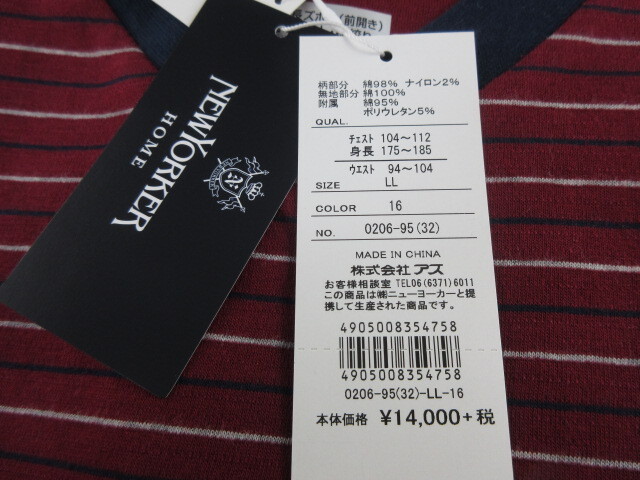 ズボ(前開き)
NEWYORKER
HOME
柄部分 綿98% ナイロン2%
無地部分 綿100%
附属 綿95%
ポリウレタン5%
QUAL.
チェスト 104～112
身長 175～185
ウエスト 94～104
SIZE LL
COLOR 16
NO. 0206-95(32)
MADE IN CHINA
株式会社 アズ
お客様相談室 TEL06(6371)6011
この商品は㈱ニューヨーカーと提
携して生産された商品です。
4905008354758
4905008354758
0206-95(32)-LL-16
本体価格 ¥14,000+税